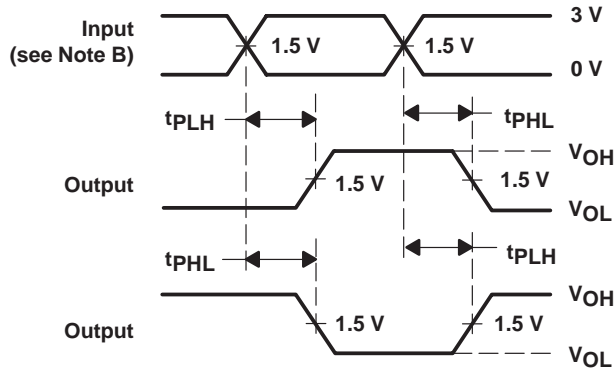 3 V
Input
(see Note B)
1.5 V
1.5 V
0 V
tPLH
tPHL
VOH
Output
1.5 V
1.5 V
VOL
tPHL
tPLH
VOH
Output
1.5 V
1.5 V
VOL